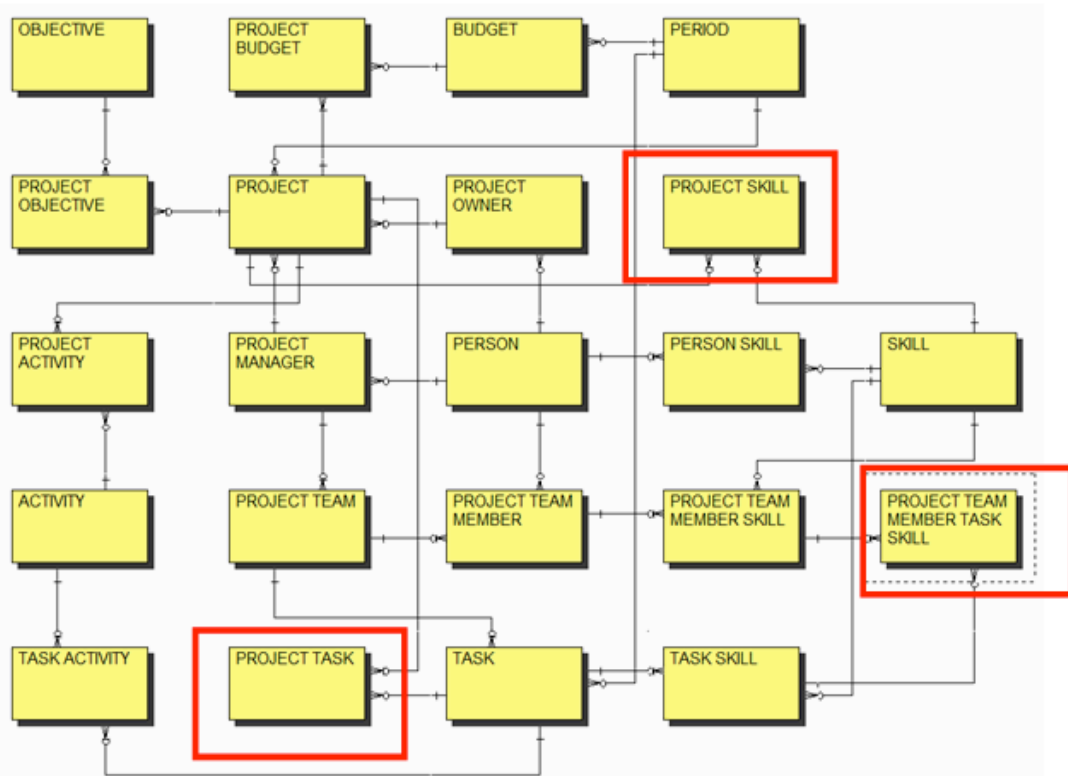 OBJECTIVE
PROJECT
BUDGET
BUDGET
PERIOD
PROJECT
OBJECTIVE
PROJECT
PROJECT
OWNER
PROJECT SKILL
PROJECT
ACTIVITY
PROJECT
MANAGER
PERSON
PERSON SKILL
SKILL
ACTIVITY
PROJECT TEAM
PROJECT TEAM
MEMBER
PROJECT TEAM
MEMBER SKILL
PROJECT TEAM
MEMBER TASK
SKILL
TASK ACTIVITY
PROJECT TASK
TASK
TASK SKILL